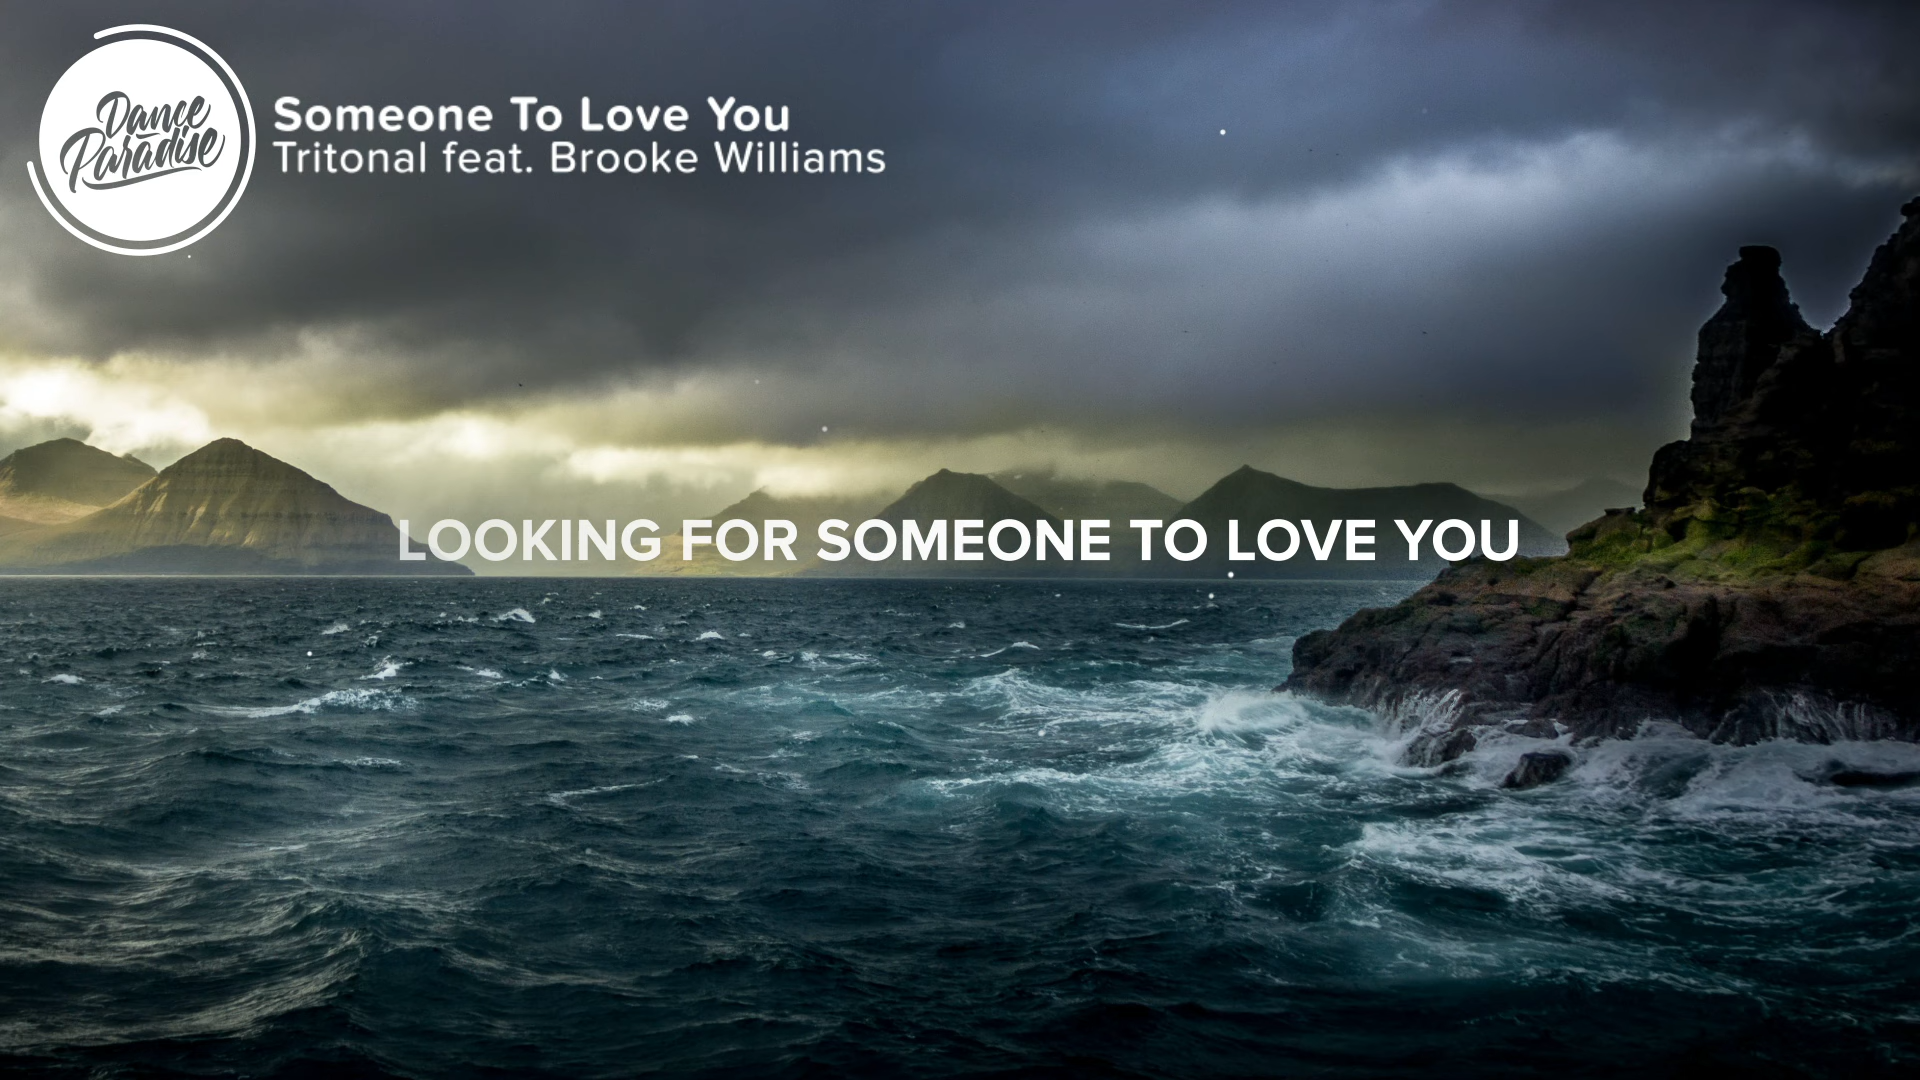 Dance
Paradise
Someone To Love You
Tritonal feat. Brooke Williams
LOOKING FOR SOMEONE TO LOVE YOU